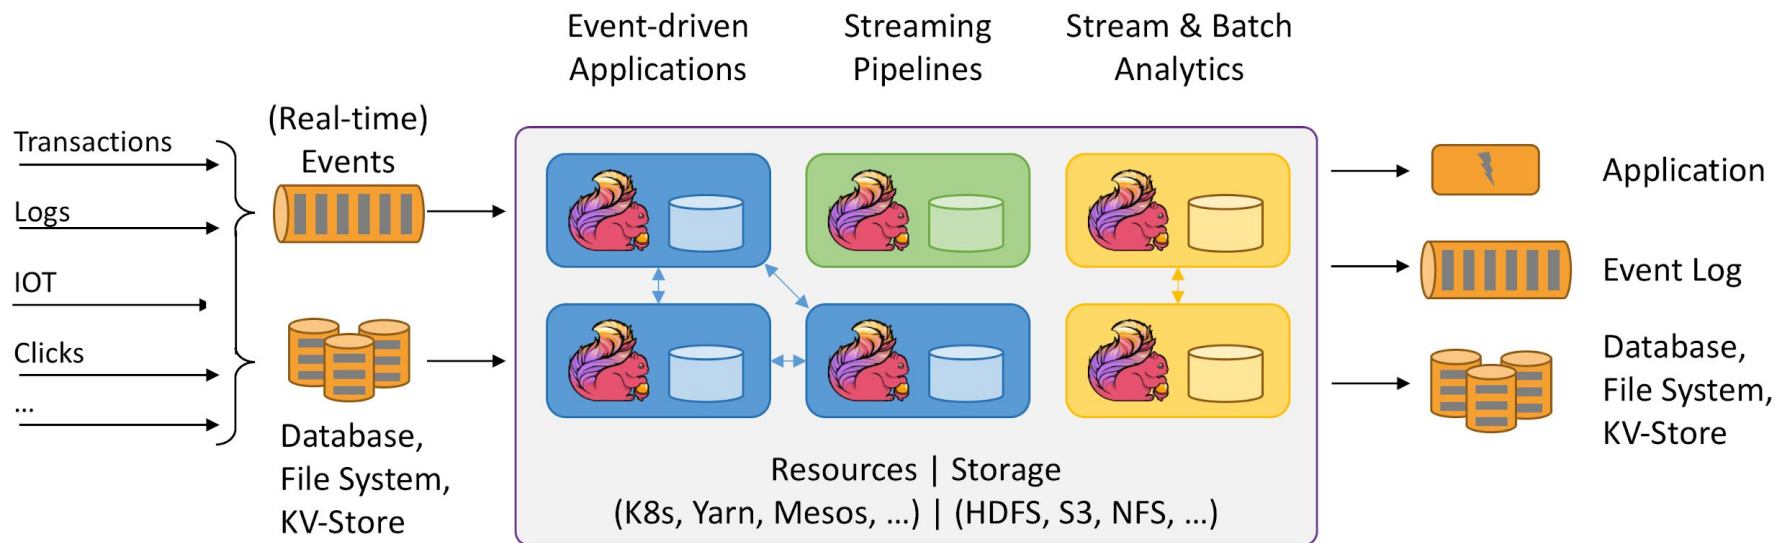 Event-driven
Applications
Streaming
Pipelines
Stream & Batch
Analytics
Transactions
Logs
IOT
Clicks
...
(Real-time)
Events
Database,
File System,
KV-Store
Resources | Storage
(K8s, Yarn, Mesos, ...) | (HDFS, S3, NFS, ...)
Application
Event Log
Database,
File System,
KV-Store